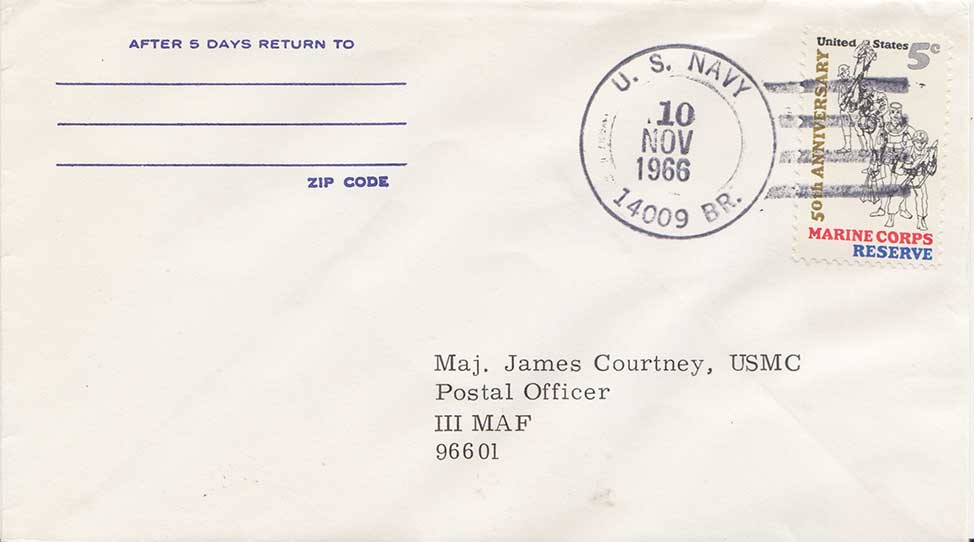 AFTER 5 DAYS RETURN TO
ZIP CODE
U. S. NAVY
10
NOV
1966
14009 BR.
United States 5c
50th ANNIVERSARY
MARINE CORPS
RESERVE
Maj. James Courtney, USMC
Postal Officer
III MAF
96601